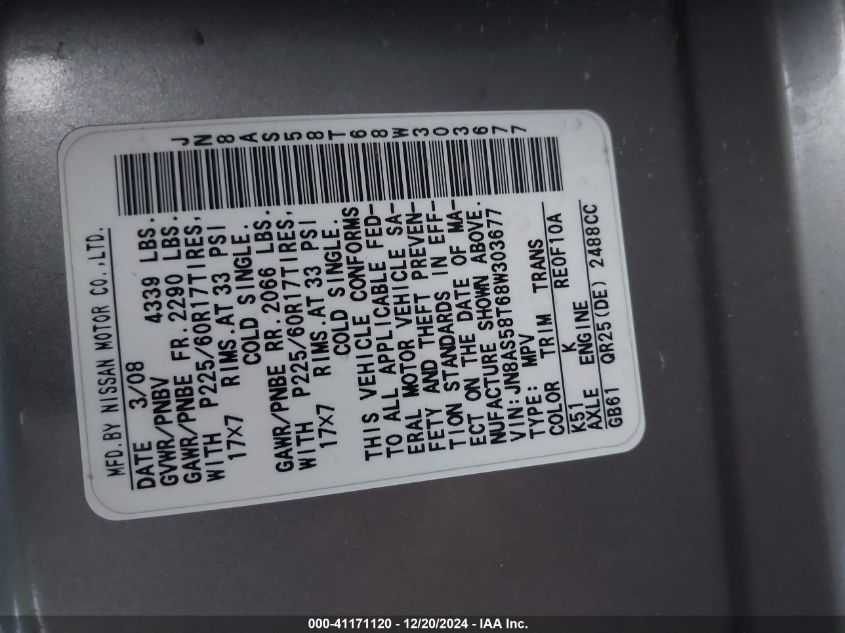 MFD.BY NISSAN MOTOR CO.,LTD.
DATE 3/08
GVWR/PNBV 4339 LBS.
GAWR/PNBE FR.2290 LBS.
WITH P225/60R17TIRES,
17X7 RIMS.AT 33 PSI
COLD SINGLE.
GAWR/PNBE RR.2066 LBS.
WITH P225/60R17TIRES,
17X7 RIMS.AT 33 PSI
COLD SINGLE.
THIS VEHICLE CONFORMS
TO ALL APPLICABLE FED-
ERAL MOTOR VEHICLE SA-
FETY AND THEFT PREVEN-
TION STANDARDS IN EFF-
ECT ON THE DATE OF MA-
NUFACTURE SHOWN ABOVE.
VIN:JN8AS58T68W303677
TYPE: MPV
COLOR TRIM TRANS
K51 K RE0F10A
AXLE ENGINE
GB61 QR25(DE) 2488CC
JN8AS58T68W303677
000-41171120 - 12/20/2024 - IAA Inc.